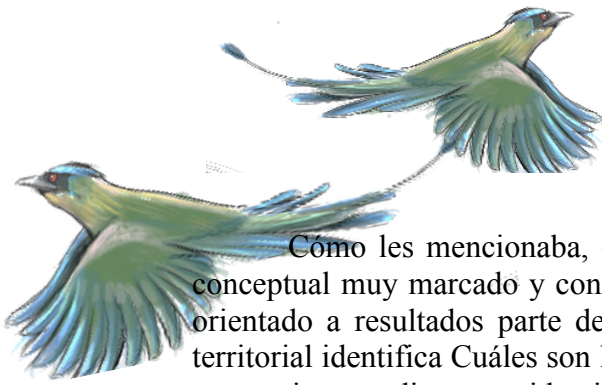 Cómo les mencionaba,
conceptual muy marcado y con
orientado a resultados parte de
territorial identifica Cuáles son